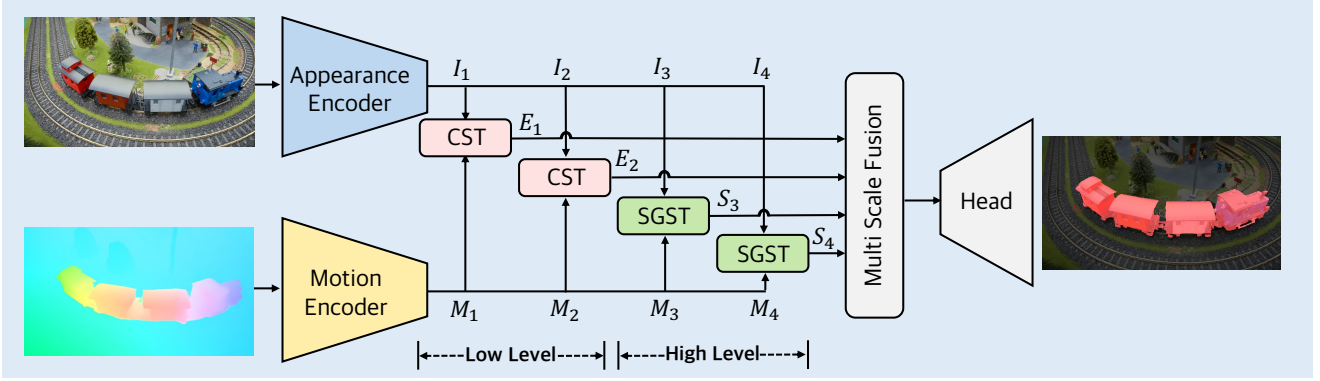 Appearance
Encoder
I₁
I₂
I₃
I₄
CST
E₁
CST
E₂
SGST
S₃
SGST
S₄
Multi Scale Fusion
Head
Motion
Encoder
M₁
M₂
M₃
M₄
Low Level
High Level